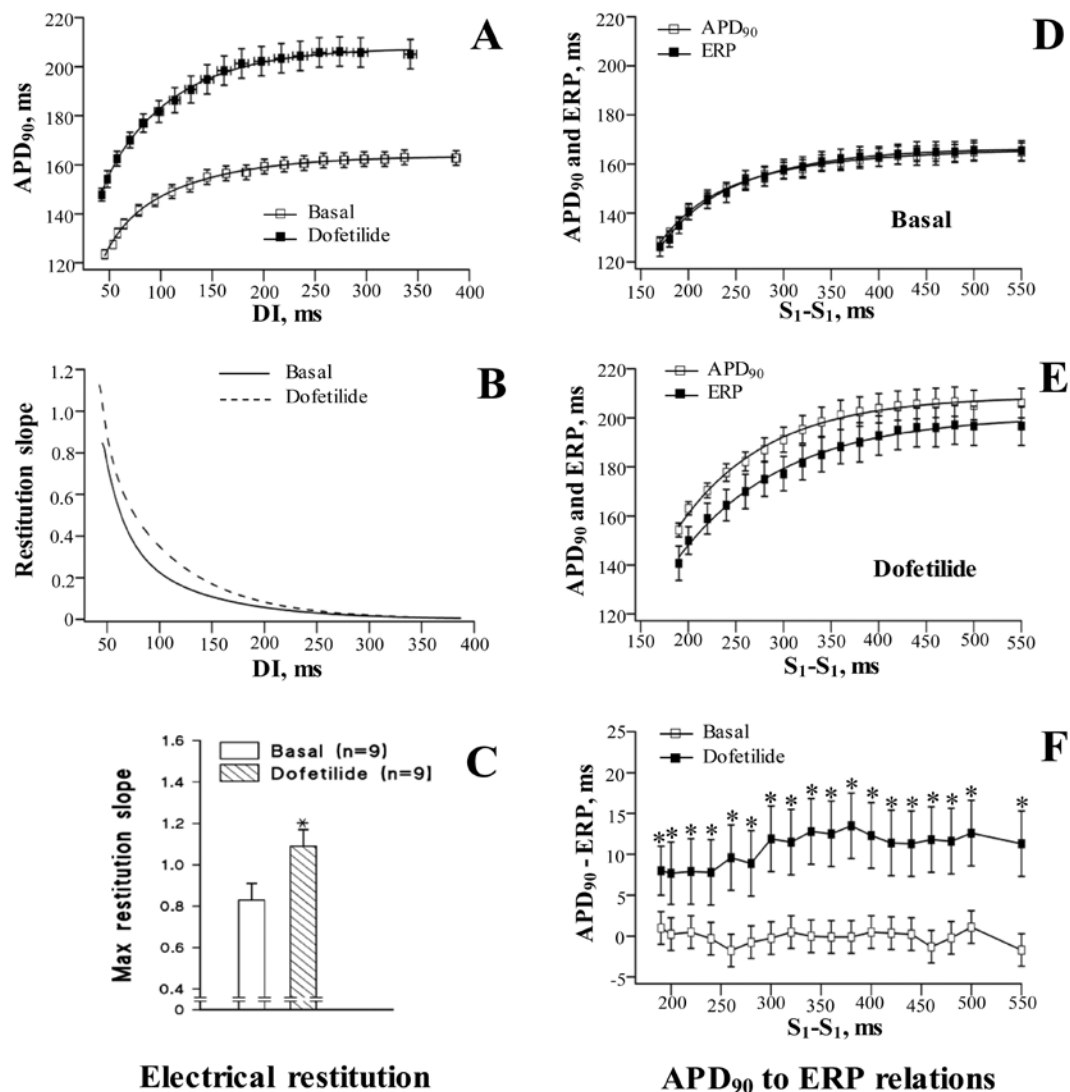 A
APD90, ms
220
200
180
160
140
120
Basal
Dofetilide
50 100 150 200 250 300 350 400
DI, ms
D
APD90 and ERP, ms
220
200
180
160
140
120
APD90
ERP
Basal
150 200 250 300 350 400 450 500 550
S1-S1, ms
B
Restitution slope
1.2
1.0
0.8
0.6
0.4
0.2
0
Basal
Dofetilide
50 100 150 200 250 300 350 400
DI, ms
E
APD90 and ERP, ms
220
200
180
160
140
120
APD90
ERP
Dofetilide
150 200 250 300 350 400 450 500 550
S1-S1, ms
C
Max restitution slope
1.6
1.4
1.2
1.0
0.8
0.6
0.4
0
Basal (n=9)
Dofetilide (n=9)
*
F
APD90 - ERP, ms
25
20
15
10
5
0
-5
Basal
Dofetilide
* * * * * * * * * * * * * * * * *
200 250 300 350 400 450 500 550
S1-S1, ms
Electrical restitution
APD90 to ERP relations